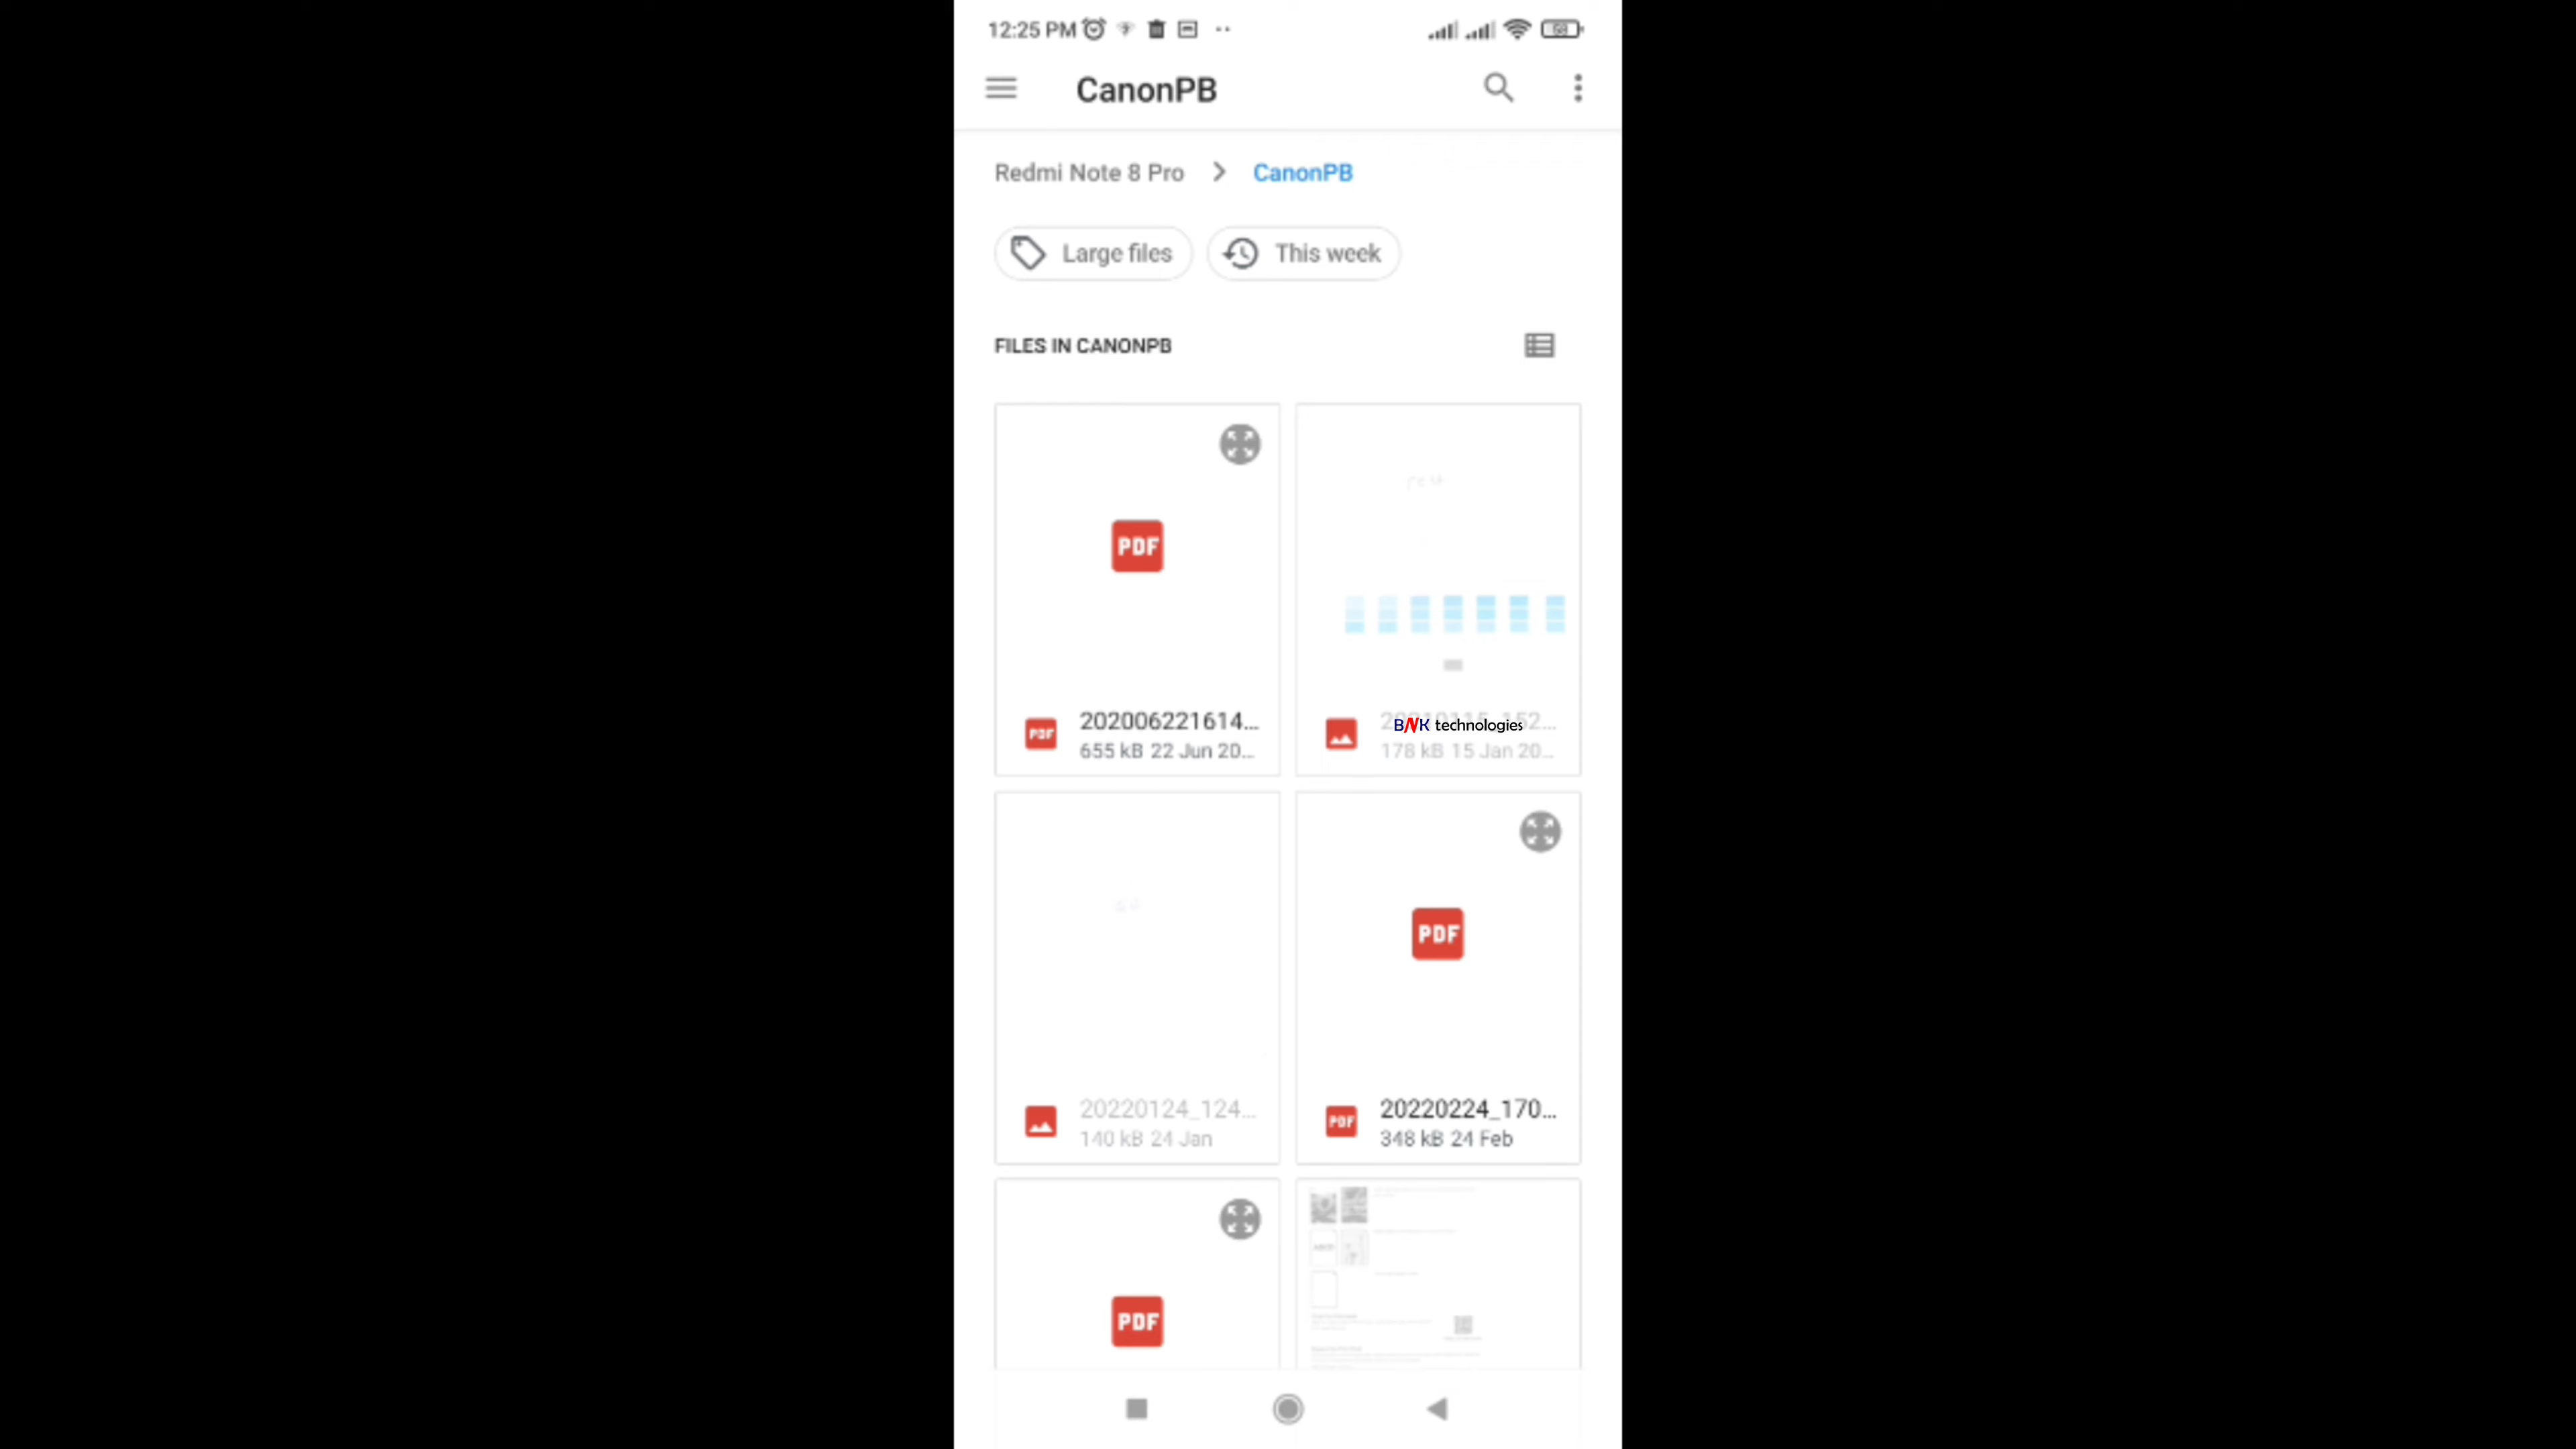 12:25 PM
CanonPB
Redmi Note 8 Pro > CanonPB
Large files
This week
FILES IN CANONPB
PDF
PDF
202006221614...
655 kB 22 Jun 20...
BNK technologies
178 kB 15 Jan 20...
PDF
20220124_124...
140 kB 24 Jan
PDF
20220224_170...
348 kB 24 Feb
PDF